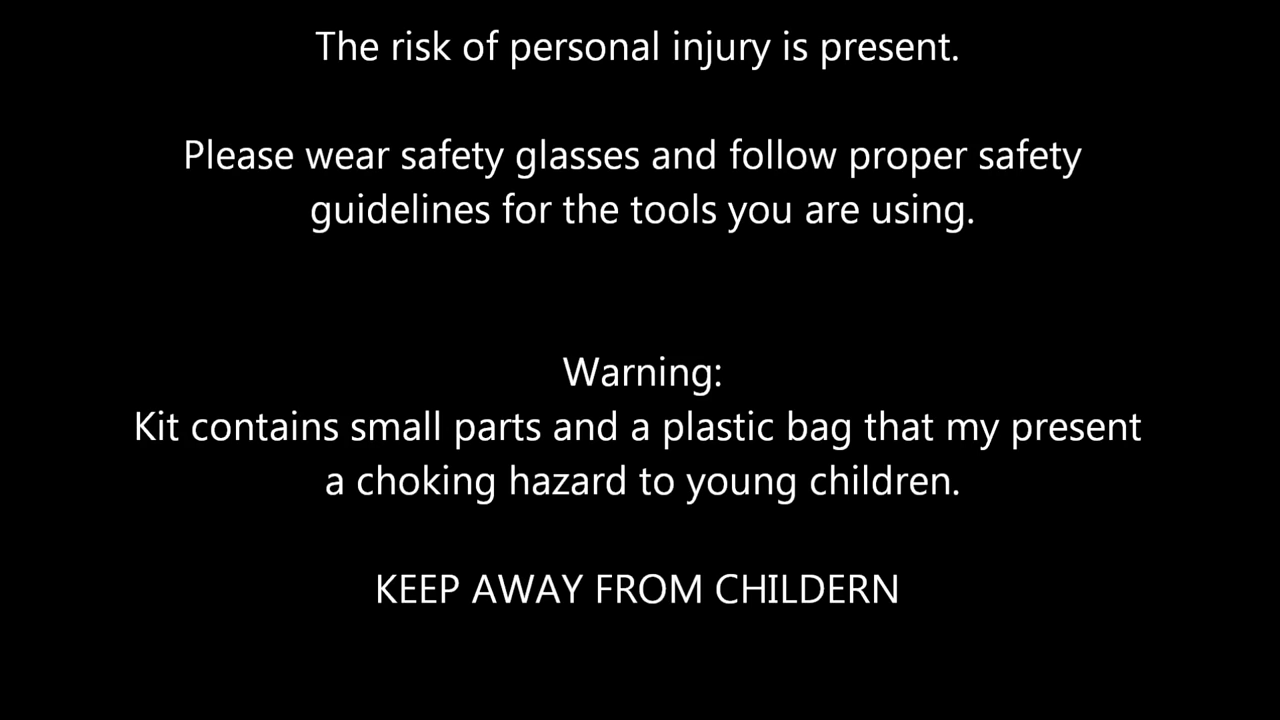 The risk of personal injury is present.
Please wear safety glasses and follow proper safety
guidelines for the tools you are using.
Warning:
Kit contains small parts and a plastic bag that my present
a choking hazard to young children.
KEEP AWAY FROM CHILDERN